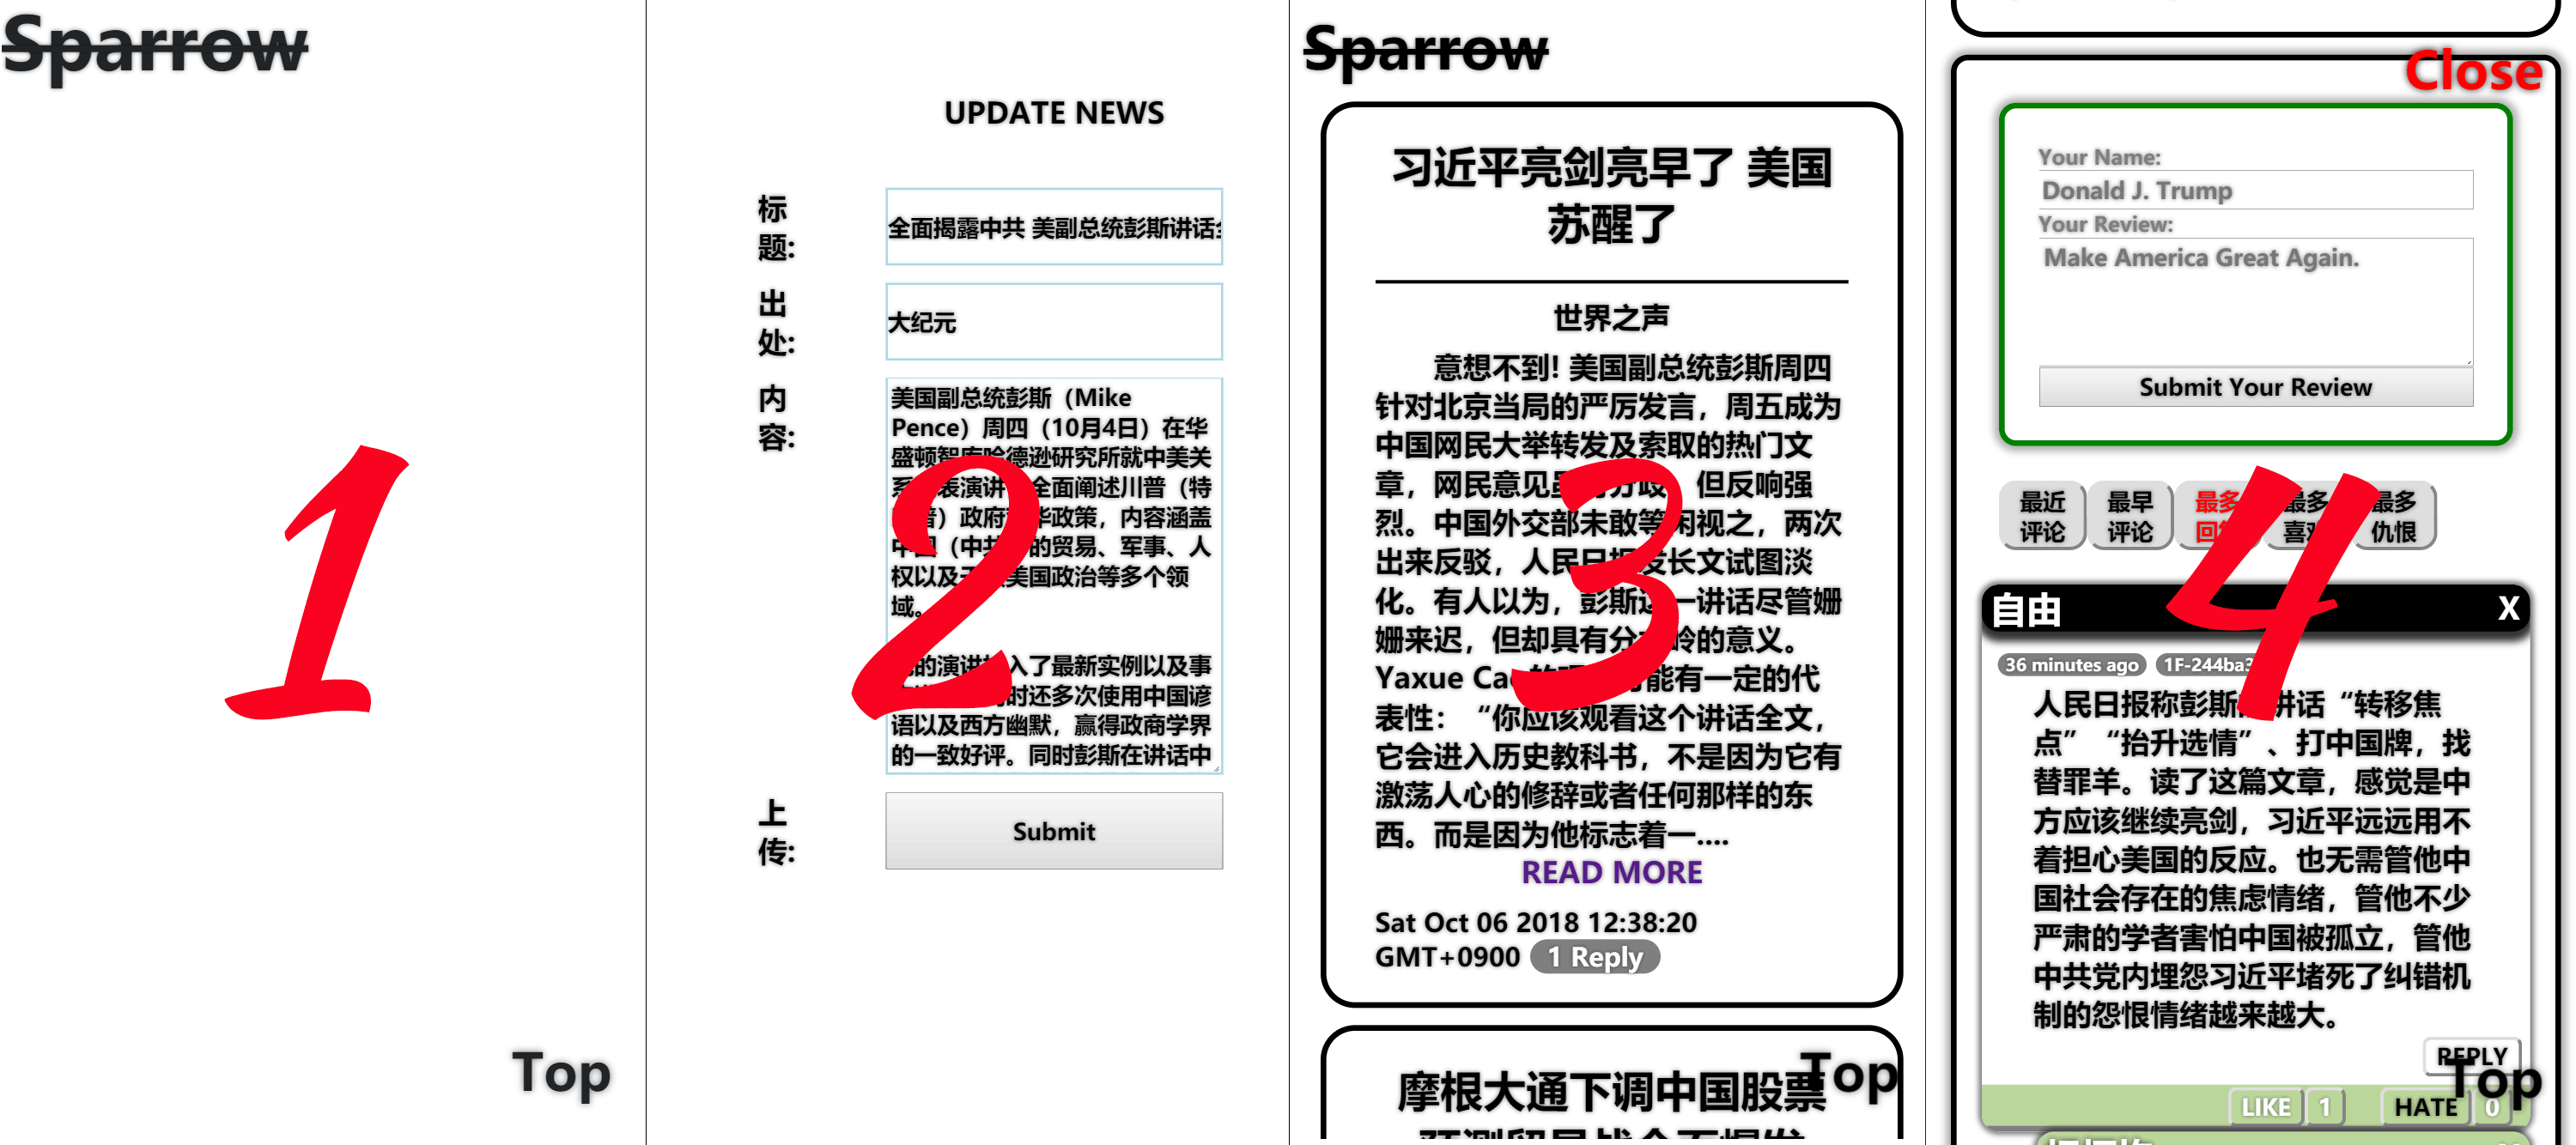 Sparrow
Top
1
UPDATE NEWS
标
题:
全面揭露中共 美副总统彭斯讲话
出
处:
大纪元
内
容:
美国副总统彭斯（Mike
Pence）周四（10月4日）在华
盛顿智库哈德逊研究所就中美关
系 表演讲 全面阐述川普（特
）政府 华政策，内容涵盖
中国（中共 的贸易、军事、人
权以及 美国政治等多个领
域。
的演讲 入了最新实例以及事
时还多次使用中国谚
语以及西方幽默，赢得政商学界
的一致好评。同时彭斯在讲话中
上
传:
Submit
2
Sparrow
习近平亮剑亮早了 美国
苏醒了
世界之声
意想不到! 美国副总统彭斯周四
针对北京当局的严厉发言，周五成为
中国网民大举转发及索取的热门文
章，网民意见 分歧，但反响强
烈。中国外交部未敢等闲视之，两次
出来反驳，人民日报 长文试图淡
化。有人以为，彭斯这一讲话尽管姗
姗来迟，但却具有分水岭的意义。
Yaxue Cao 能有一定的代
表性：“你应该观看这个讲话全文，
它会进入历史教科书，不是因为它有
激荡人心的修辞或者任何那样的东
西。而是因为他标志着一....
READ MORE
Sat Oct 06 2018 12:38:20
GMT+0900 1 Reply
摩根大通下调中国股票
Top
3
Close
Your Name:
Donald J. Trump
Your Review:
Make America Great Again.
Submit Your Review
最近
评论
最早
评论
最多
回
最多
喜
最多
仇恨
自由 X
36 minutes ago 1F-244ba3
人民日报称彭斯 讲话“转移焦
点”“抬升选情”、打中国牌，找
替罪羊。读了这篇文章，感觉是中
方应该继续亮剑，习近平远远用不
着担心美国的反应。也无需管他中
国社会存在的焦虑情绪，管他不少
严肃的学者害怕中国被孤立，管他
中共党内埋怨习近平堵死了纠错机
制的怨恨情绪越来越大。
REPLY
Top
LIKE 1 HATE 0
4